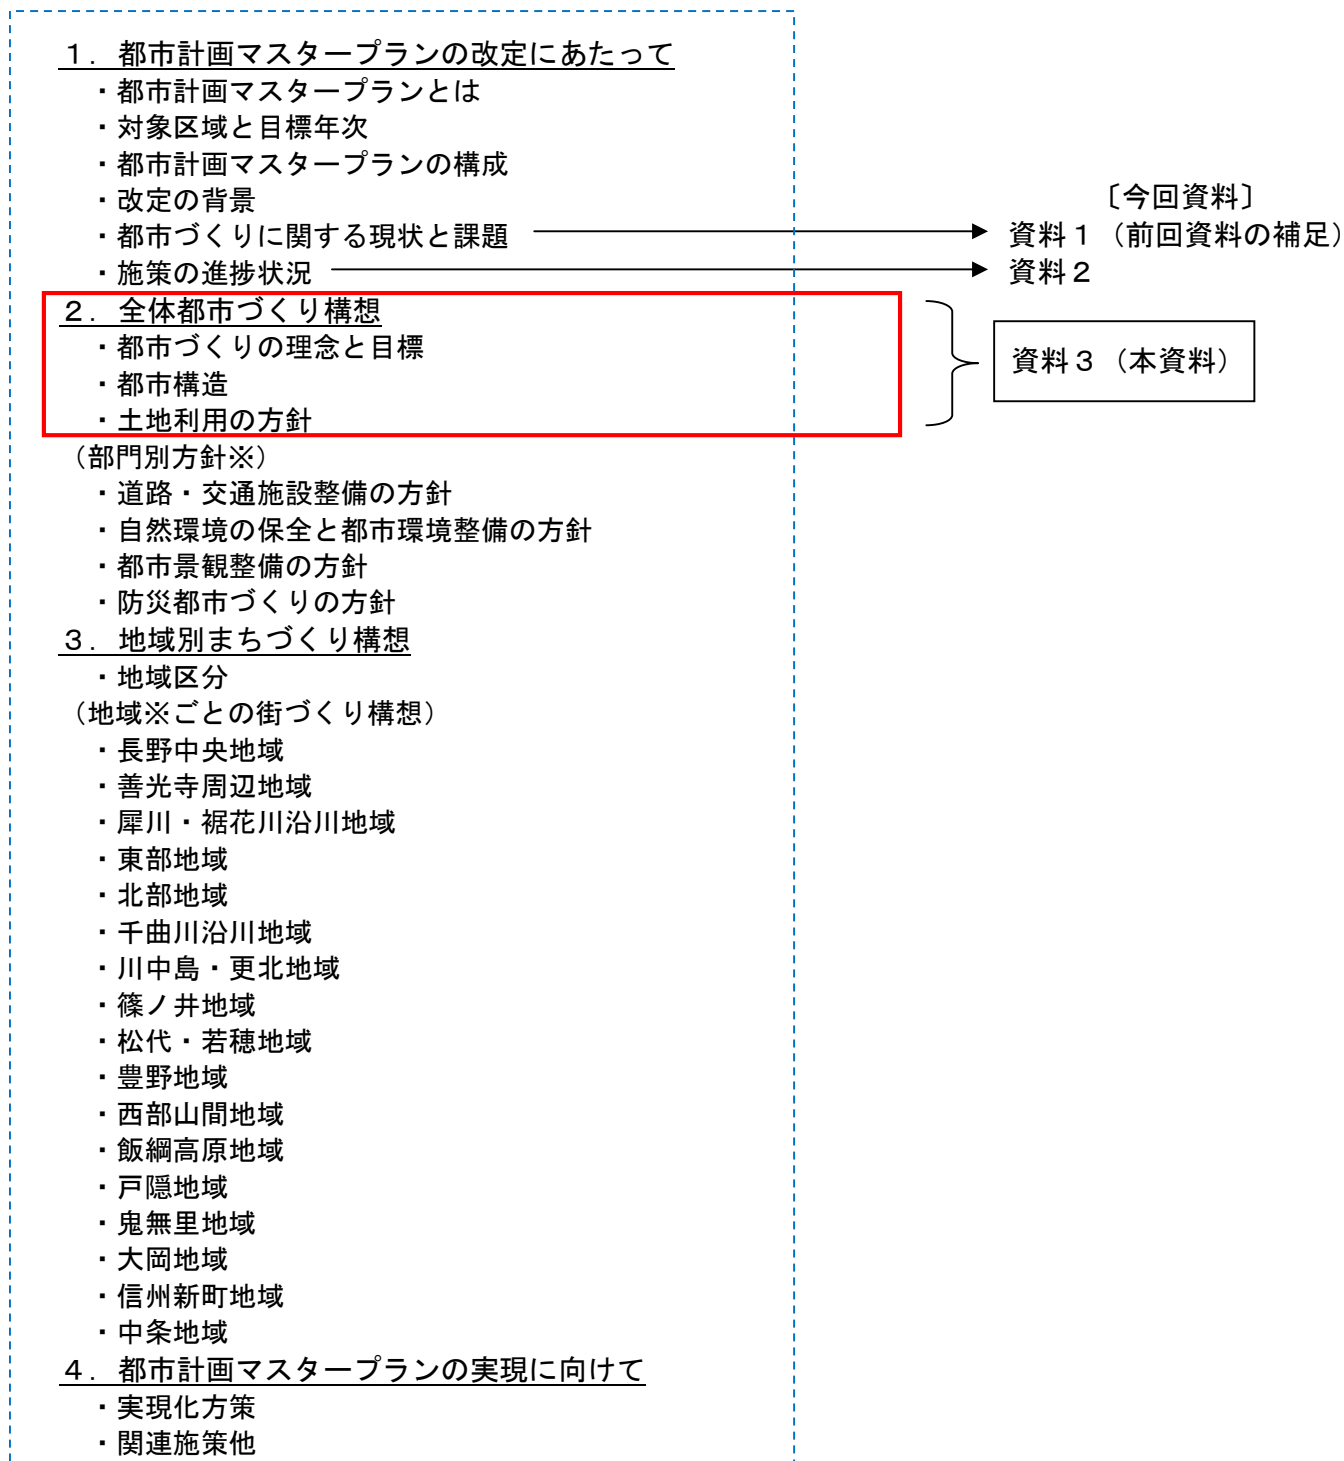 １．都市計画マスタープランの改定にあたって
・都市計画マスタープランとは
・対象区域と目標年次
・都市計画マスタープランの構成
・改定の背景
〔今回資料〕
・都市づくりに関する現状と課題
資料１（前回資料の補足）
・施策の進捗状況
資料２
２．全体都市づくり構想
・都市づくりの理念と目標
・都市構造
・土地利用の方針
資料３（本資料）
（部門別方針※）
・道路・交通施設整備の方針
・自然環境の保全と都市環境整備の方針
・都市景観整備の方針
・防災都市づくりの方針
３．地域別まちづくり構想
・地域区分
（地域※ごとの街づくり構想）
・長野中央地域
・善光寺周辺地域
・犀川・裾花川沿川地域
・東部地域
・北部地域
・千曲川沿川地域
・川中島・更北地域
・篠ノ井地域
・松代・若穂地域
・豊野地域
・西部山間地域
・飯綱高原地域
・戸隠地域
・鬼無里地域
・大岡地域
・信州新町地域
・中条地域
４．都市計画マスタープランの実現に向けて
・実現化方策
・関連施策他